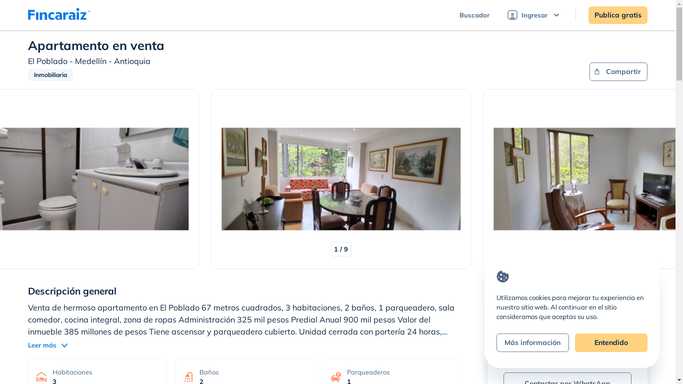 Fincaraiz
Buscador
Ingresar
Publica gratis
Apartamento en venta
El Poblado - Medellín - Antioquia
Inmobiliaria
Compartir
1 / 9
Descripción general
Venta de hermoso apartamento en El Poblado 67 metros cuadrados, 3 habitaciones, 2 baños, 1 parqueadero, sala
comedor, cocina integral, zona de ropas Administración 325 mil pesos Predial Anual 900 mil pesos Valor del
inmueble 385 millones de pesos Tiene ascensor y parqueadero cubierto. Unidad cerrada con portería 24 horas,...
Leer más
Habitaciones
3
Baños
2
Parqueaderos
1
Utilizamos cookies para mejorar tu experiencia en
nuestro sitio web. Al continuar en el sitio
consideramos que aceptas su uso.
Más información
Entendido
Contactar por WhatsApp